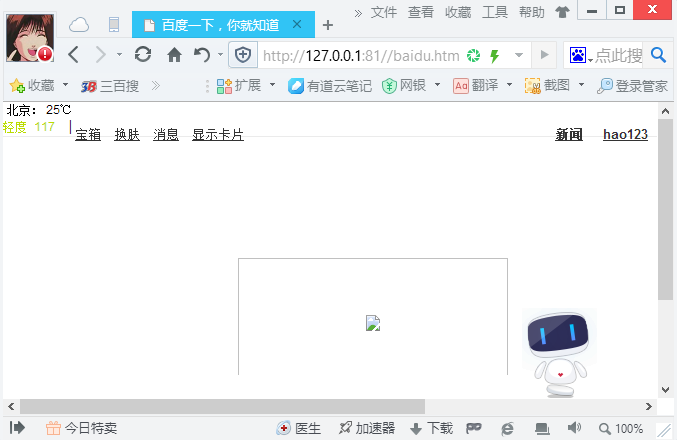 » 文件 查看 收藏 工具 帮助
百度一下，你就知道
http://127.0.0.1:81//baidu.htm
点此搜
收藏 三百搜 » 扩展 有道云笔记 网银 Aa 翻译 截图 登录管家
北京： 25℃
轻度 117
宝箱 换肤 消息 显示卡片 新闻 hao123
今日特卖 医生 加速器 下载 100%